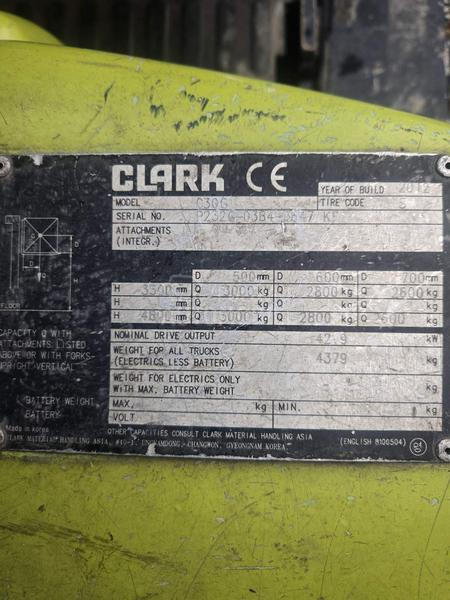 CLARK CE
YEAR OF BUILD 2012
MODEL C30G TIRE CODE S
SERIAL NO. P232G-0384-
ATTACHMENTS
(INTEGR.)
D 500 mm D 600 mm D 700 mm
H 3300 mm Q 3000 kg Q 2800 kg Q 2600 kg
H mm Q kg Q kg Q kg
H 4800 mm Q 3000 kg Q 2800 kg Q 2600 kg
NOMINAL DRIVE OUTPUT 42.9 kW
WEIGHT FOR ALL TRUCKS
(ELECTRICS LESS BATTERY) 4379 kg
WEIGHT FOR ELECTRICS ONLY
WITH MAX. BATTERY WEIGHT kg
MAX. kg MIN. kg
VOLT
FLOOR
CAPACITY Q WITH
ATTACHMENTS LISTED
ABOVE/OR WITH FORKS-
UPRIGHT VERTICAL
BATTERY WEIGHT
BATTERY
OTHER CAPACITIES CONSULT CLARK MATERIAL HANDLING ASIA
Made in korea
CLARK MATERIAL HANDLING ASIA, CHANGWON, GYEONGNAM KOREA.
(ENGLISH 8100504)